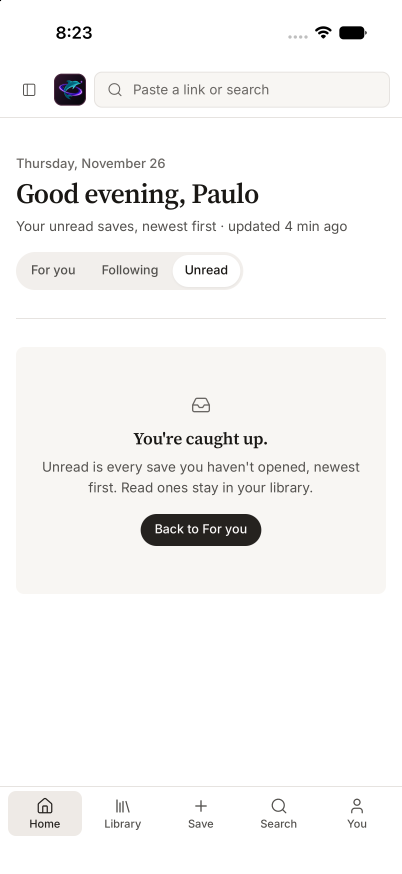 8:23
Paste a link or search
Thursday, November 26
Good evening, Paulo
Your unread saves, newest first · updated 4 min ago
For you
Following
Unread
You're caught up.
Unread is every save you haven't opened, newest
first. Read ones stay in your library.
Back to For you
Home
Library
Save
Search
You